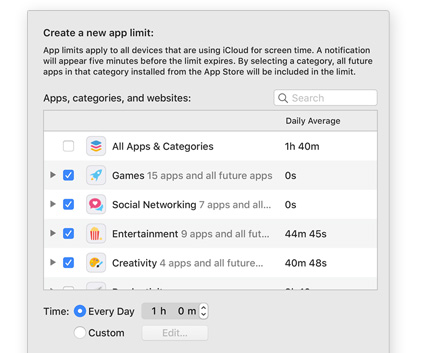 Create a new app limit:
App limits apply to all devices that are using iCloud for screen time. A notification
will appear five minutes before the limit expires. By selecting a category, all future
apps in that category installed from the App Store will be included in the limit.
Apps, categories, and websites:
Search
Daily Average
All Apps & Categories 1h 40m
Games 15 apps and all future apps 0s
Social Networking 7 apps and all... 0s
Entertainment 9 apps and all fut... 44m 45s
Creativity 4 apps and all future... 40m 48s
Time: Every Day 1 h 0 m
Custom Edit...